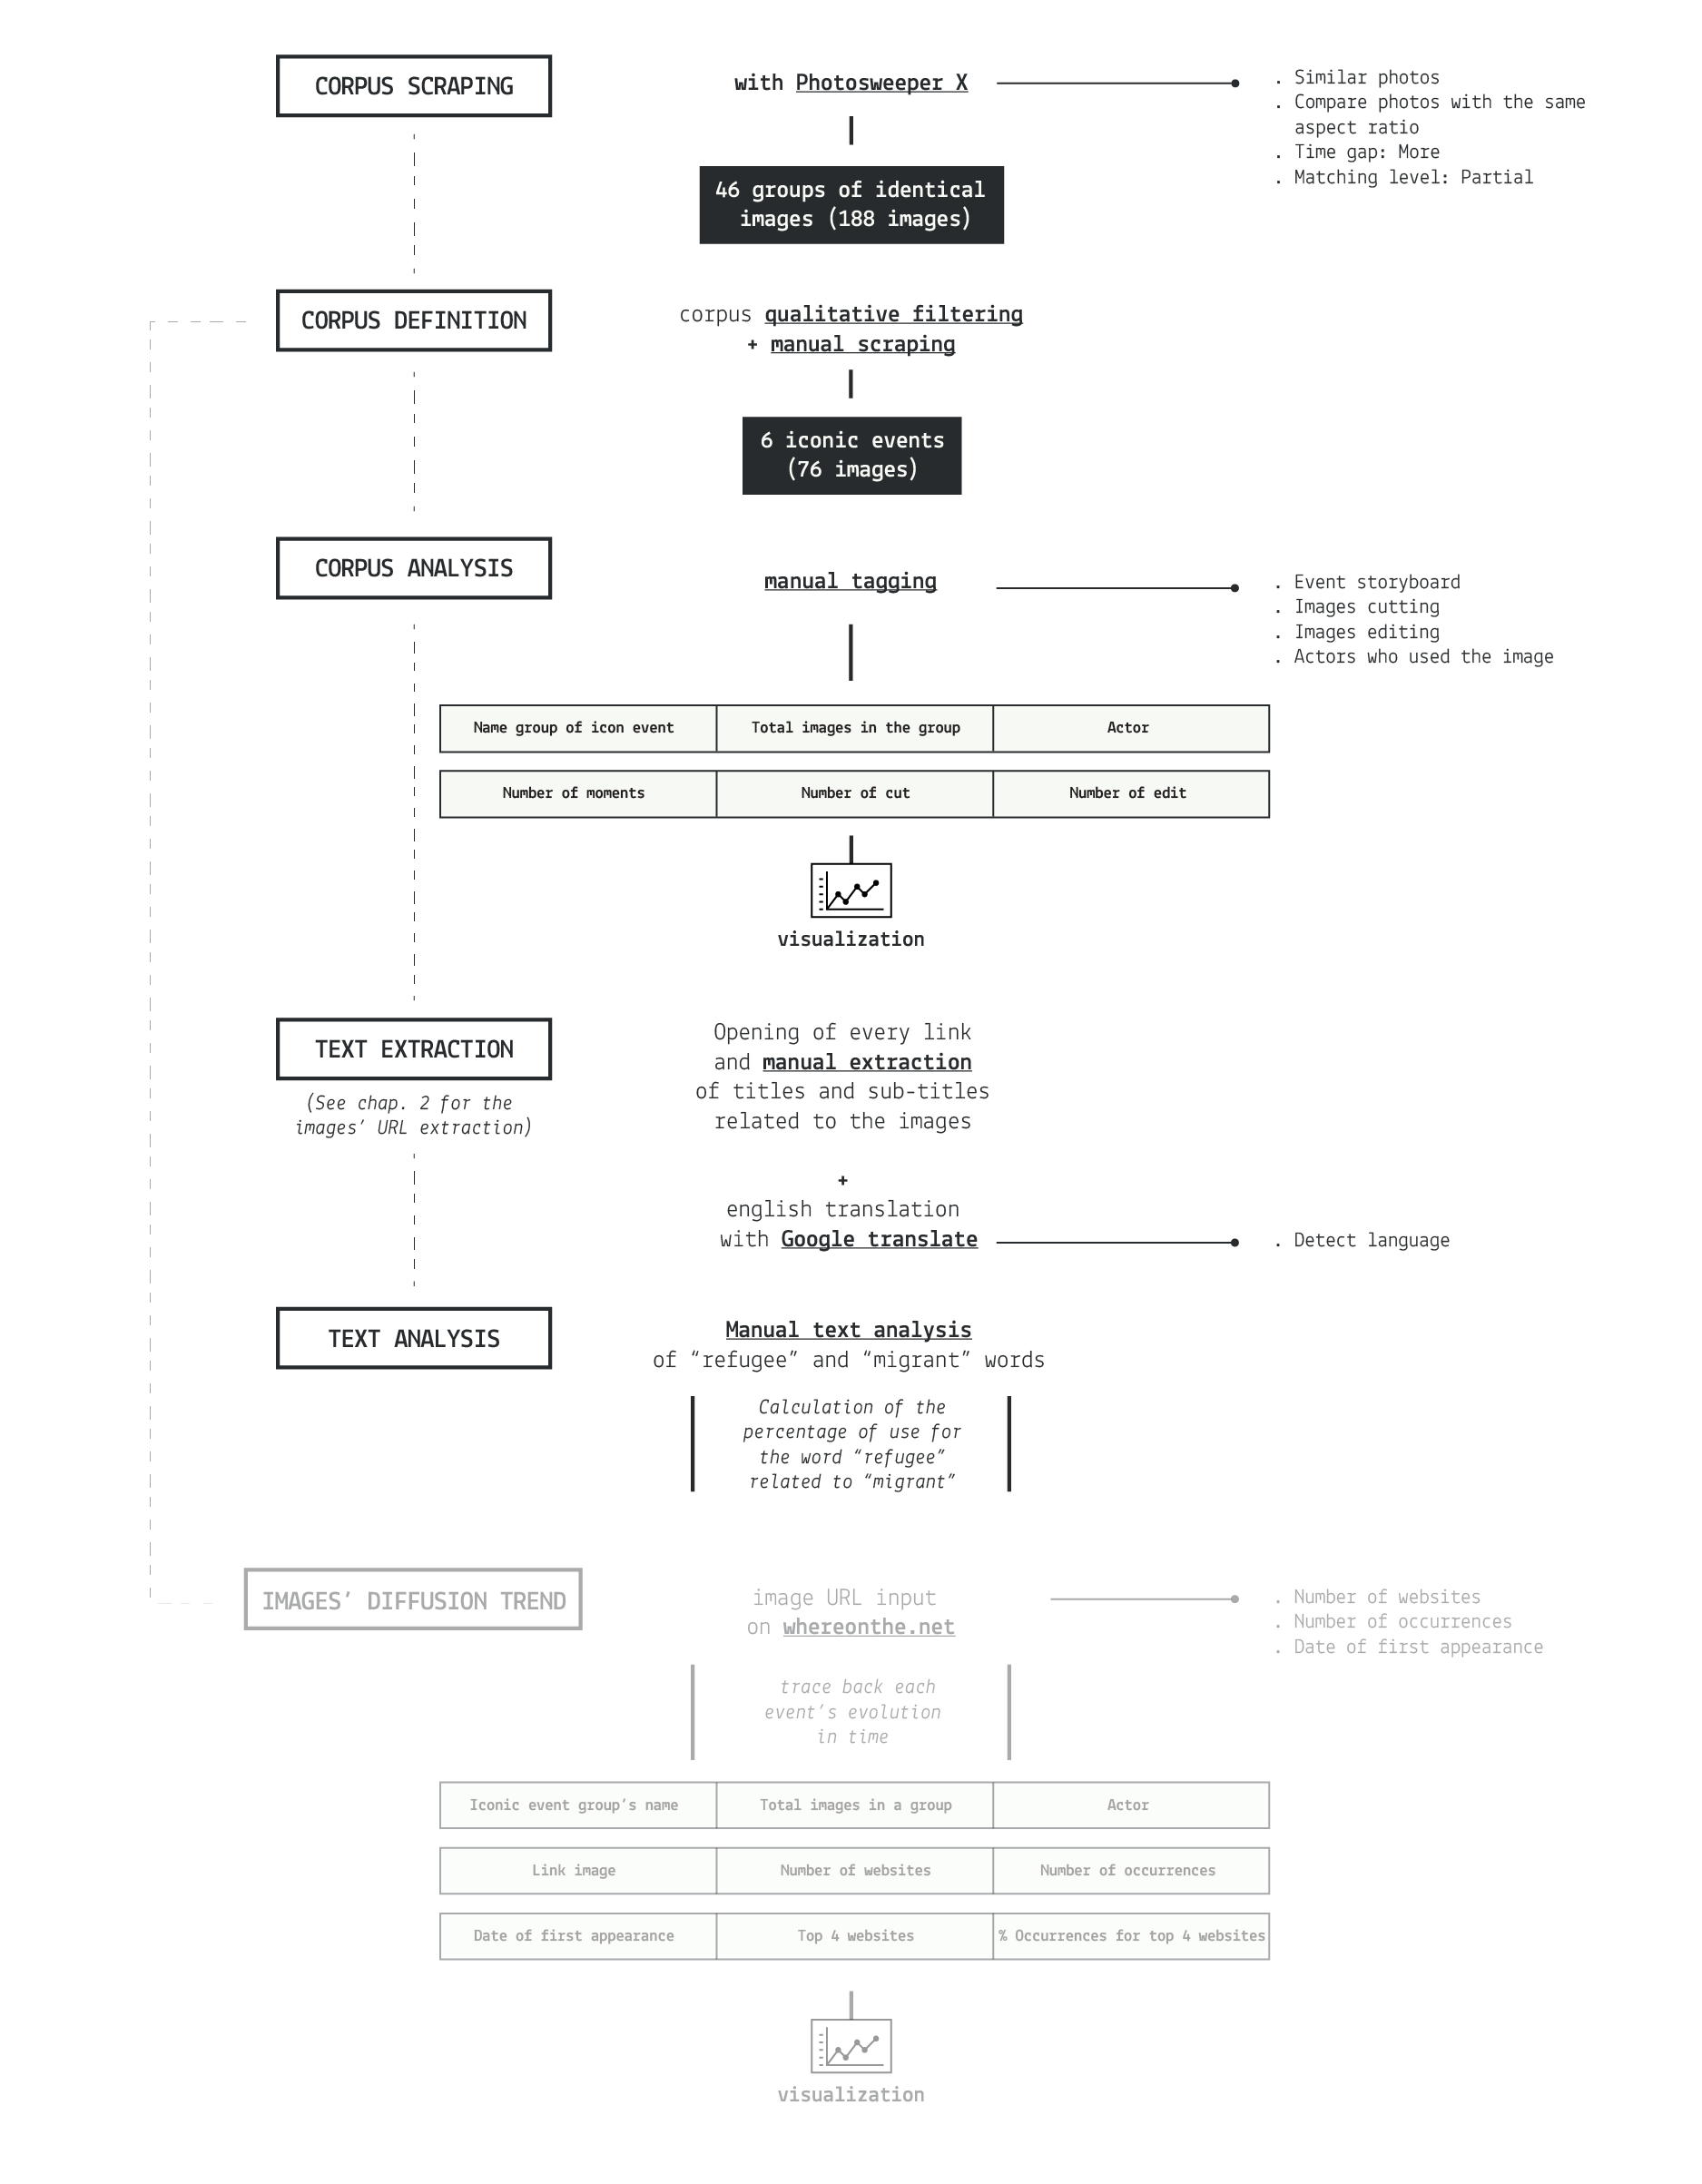 CORPUS SCRAPING
with Photosweeper X
. Similar photos
. Compare photos with the same
aspect ratio
. Time gap: More
. Matching level: Partial
46 groups of identical
images (188 images)
CORPUS DEFINITION
corpus qualitative filtering
+ manual scraping
6 iconic events
(76 images)
CORPUS ANALYSIS
manual tagging
. Event storyboard
. Images cutting
. Images editing
. Actors who used the image
Name group of icon event
Total images in the group
Actor
Number of moments
Number of cut
Number of edit
visualization
TEXT EXTRACTION
(See chap. 2 for the
images’ URL extraction)
Opening of every link
and manual extraction
of titles and sub-titles
related to the images
+
english translation
with Google translate
. Detect language
TEXT ANALYSIS
Manual text analysis
of “refugee” and “migrant” words
Calculation of the
percentage of use for
the word “refugee”
related to “migrant”
IMAGES’ DIFFUSION TREND
image URL input
on whereonthe.net
. Number of websites
. Number of occurrences
. Date of first appearance
trace back each
event’s evolution
in time
Iconic event group’s name
Total images in a group
Actor
Link image
Number of websites
Number of occurrences
Date of first appearance
Top 4 websites
% Occurrences for top 4 websites
visualization